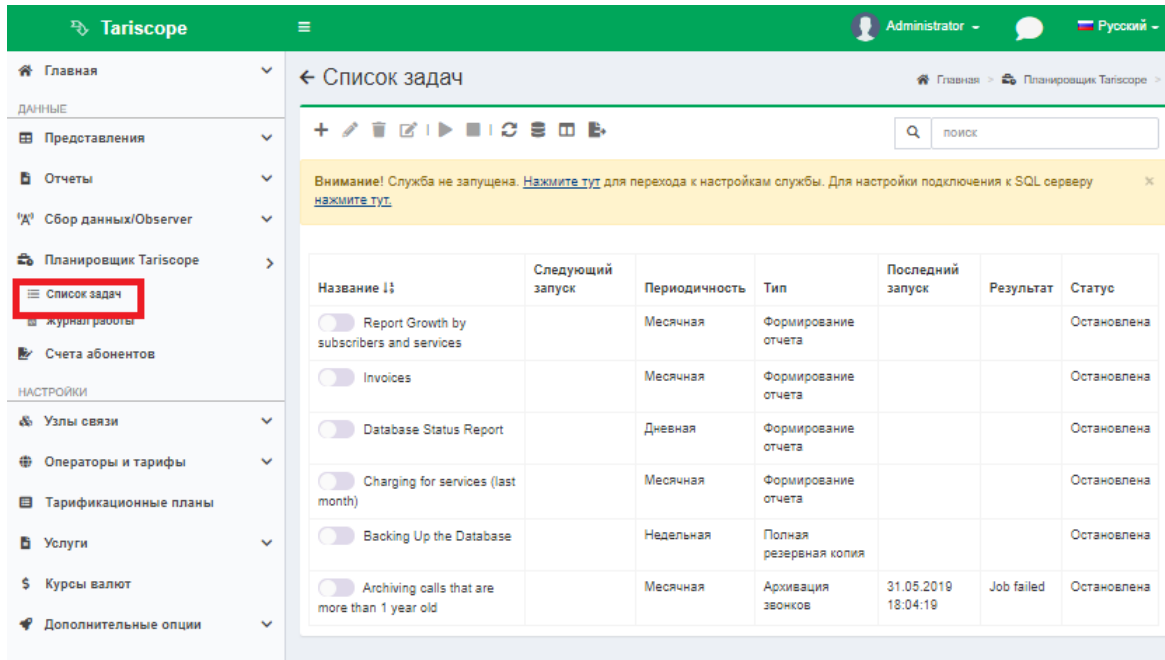 Tariscope
Administrator
Русский
Главная
ДАННЫЕ
Представления
Отчеты
Сбор данных/Observer
Планировщик Tariscope
Список задач
Журнал работы
Счета абонентов
НАСТРОЙКИ
Узлы связи
Операторы и тарифы
Тарификационные планы
Услуги
$ Курсы валют
Дополнительные опции
← Список задач
Главная > Планировщик Tariscope >
поиск
Внимание! Служба не запущена. Нажмите тут для перехода к настройкам службы. Для настройки подключения к SQL серверу
нажмите тут.
×
Название Следующий запуск Периодичность Тип Последний запуск Результат Статус
Report Growth by Месячная Формирование Остановлена
subscribers and services отчета
Invoices Месячная Формирование Остановлена
отчета
Database Status Report Дневная Формирование Остановлена
отчета
Charging for services (last Месячная Формирование Остановлена
month) отчета
Backing Up the Database Недельная Полная Остановлена
резервная копия
Archiving calls that are Месячная Архивация 31.05.2019 Job failed Остановлена
more than 1 year old звонков 18:04:19